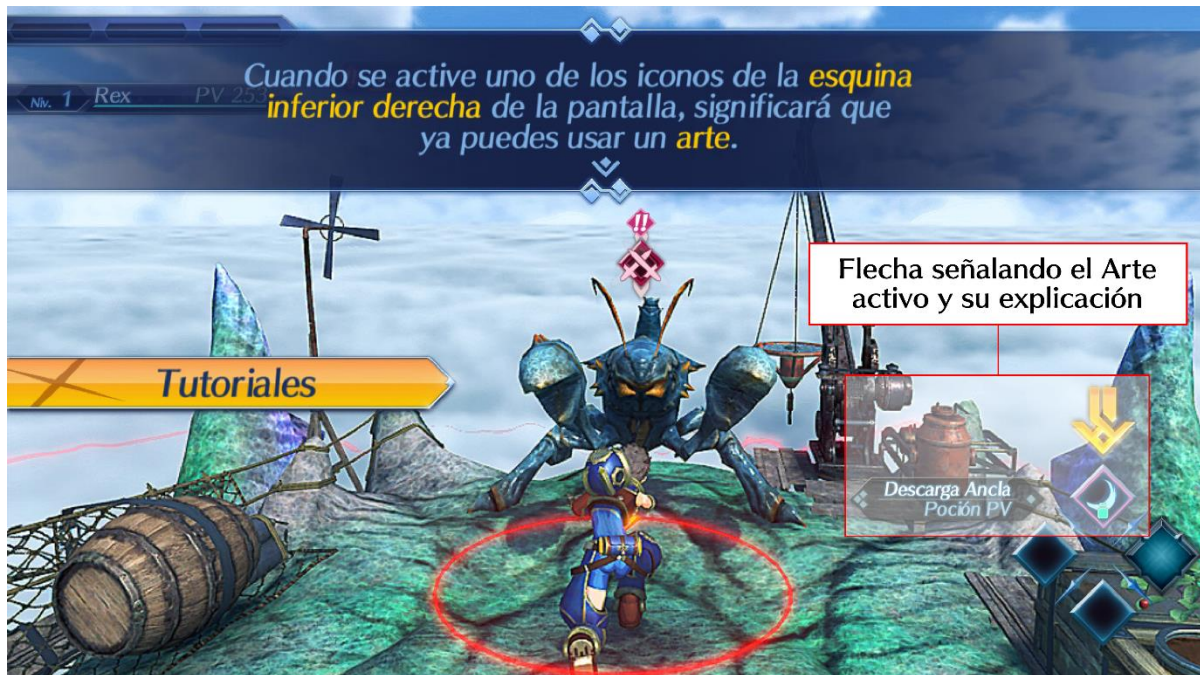 Cuando se active uno de los iconos de la esquina
inferior derecha de la pantalla, significará que
ya puedes usar un arte.
Niv. 1 Rex PV 253
!!
Flecha señalando el Arte
activo y su explicación
Tutoriales
Descarga Ancla
Poción PV